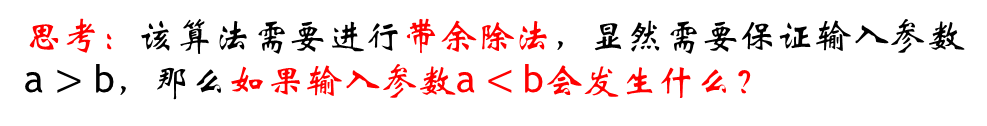 思考：该算法需要进行带余除法，显然需要保证输入参数
a > b，那么如果输入参数a < b会发生什么？